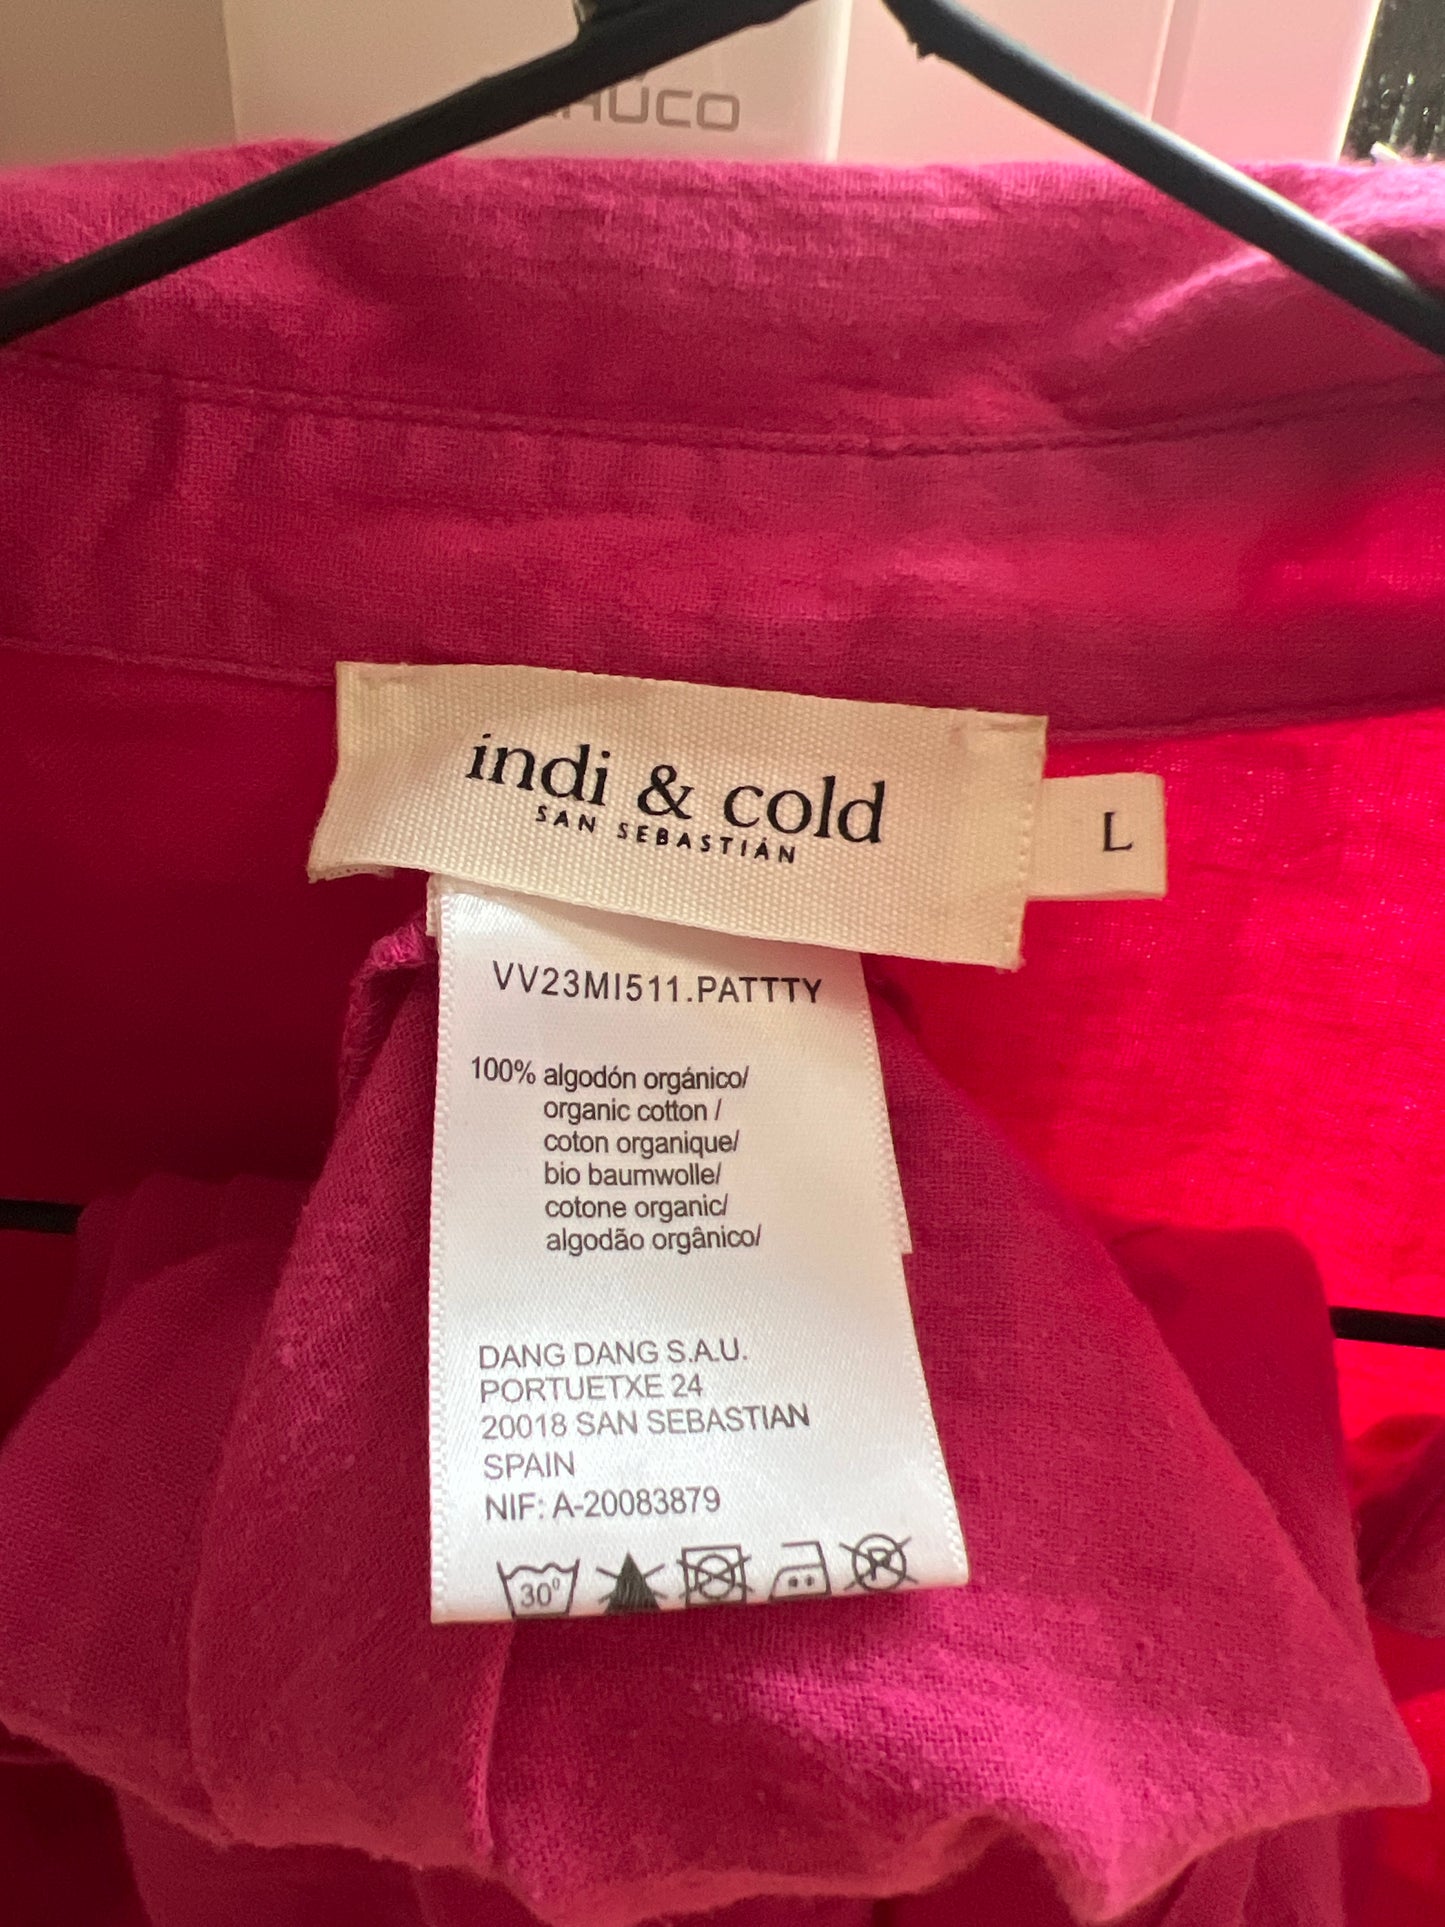 indi & cold
SAN SEBASTIÁN
L
VV23MI511.PATTTY
100% algodón orgánico/
organic cotton /
coton organique/
bio baumwolle/
cotone organic/
algodão orgânico/
DANG DANG S.A.U.
PORTUETXE 24
20018 SAN SEBASTIAN
SPAIN
NIF: A-20083879
30º
P